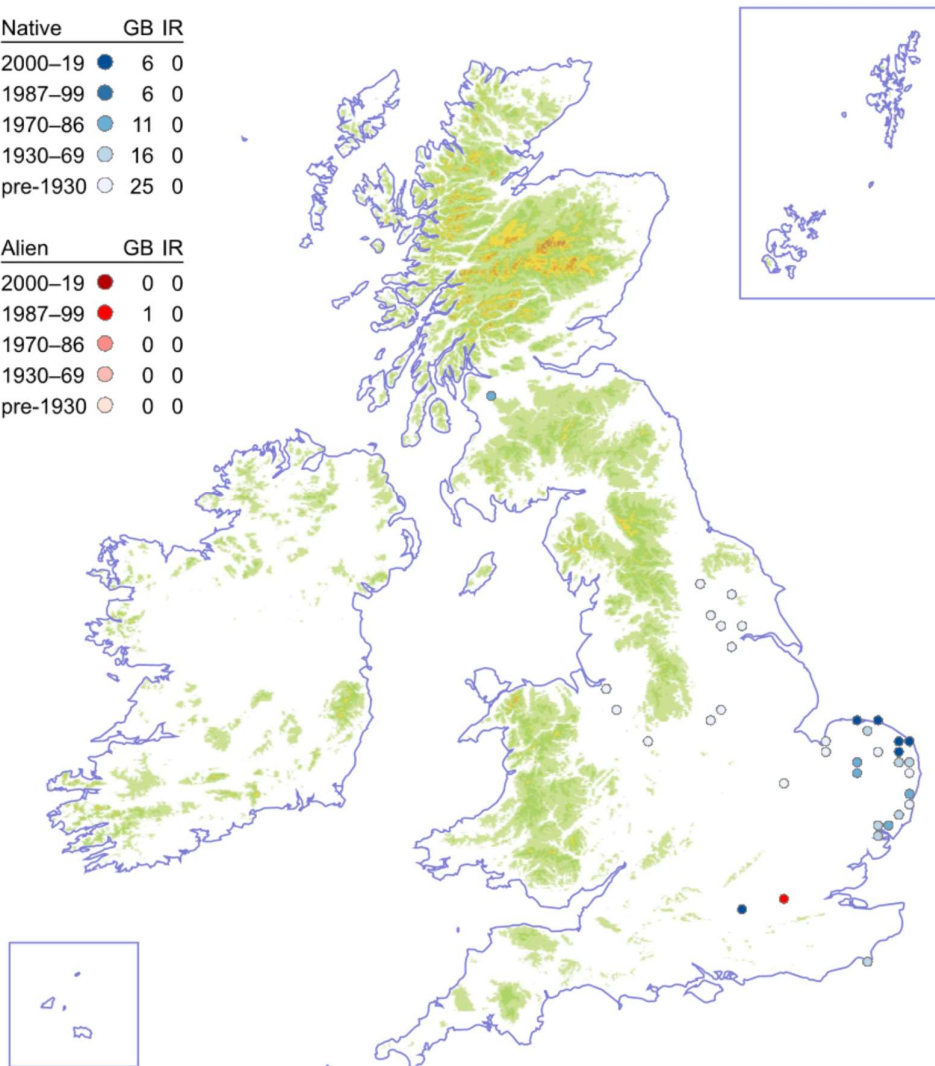 Native GB IR
2000–19 6 0
1987–99 6 0
1970–86 11 0
1930–69 16 0
pre-1930 25 0
Alien GB IR
2000–19 0 0
1987–99 1 0
1970–86 0 0
1930–69 0 0
pre-1930 0 0